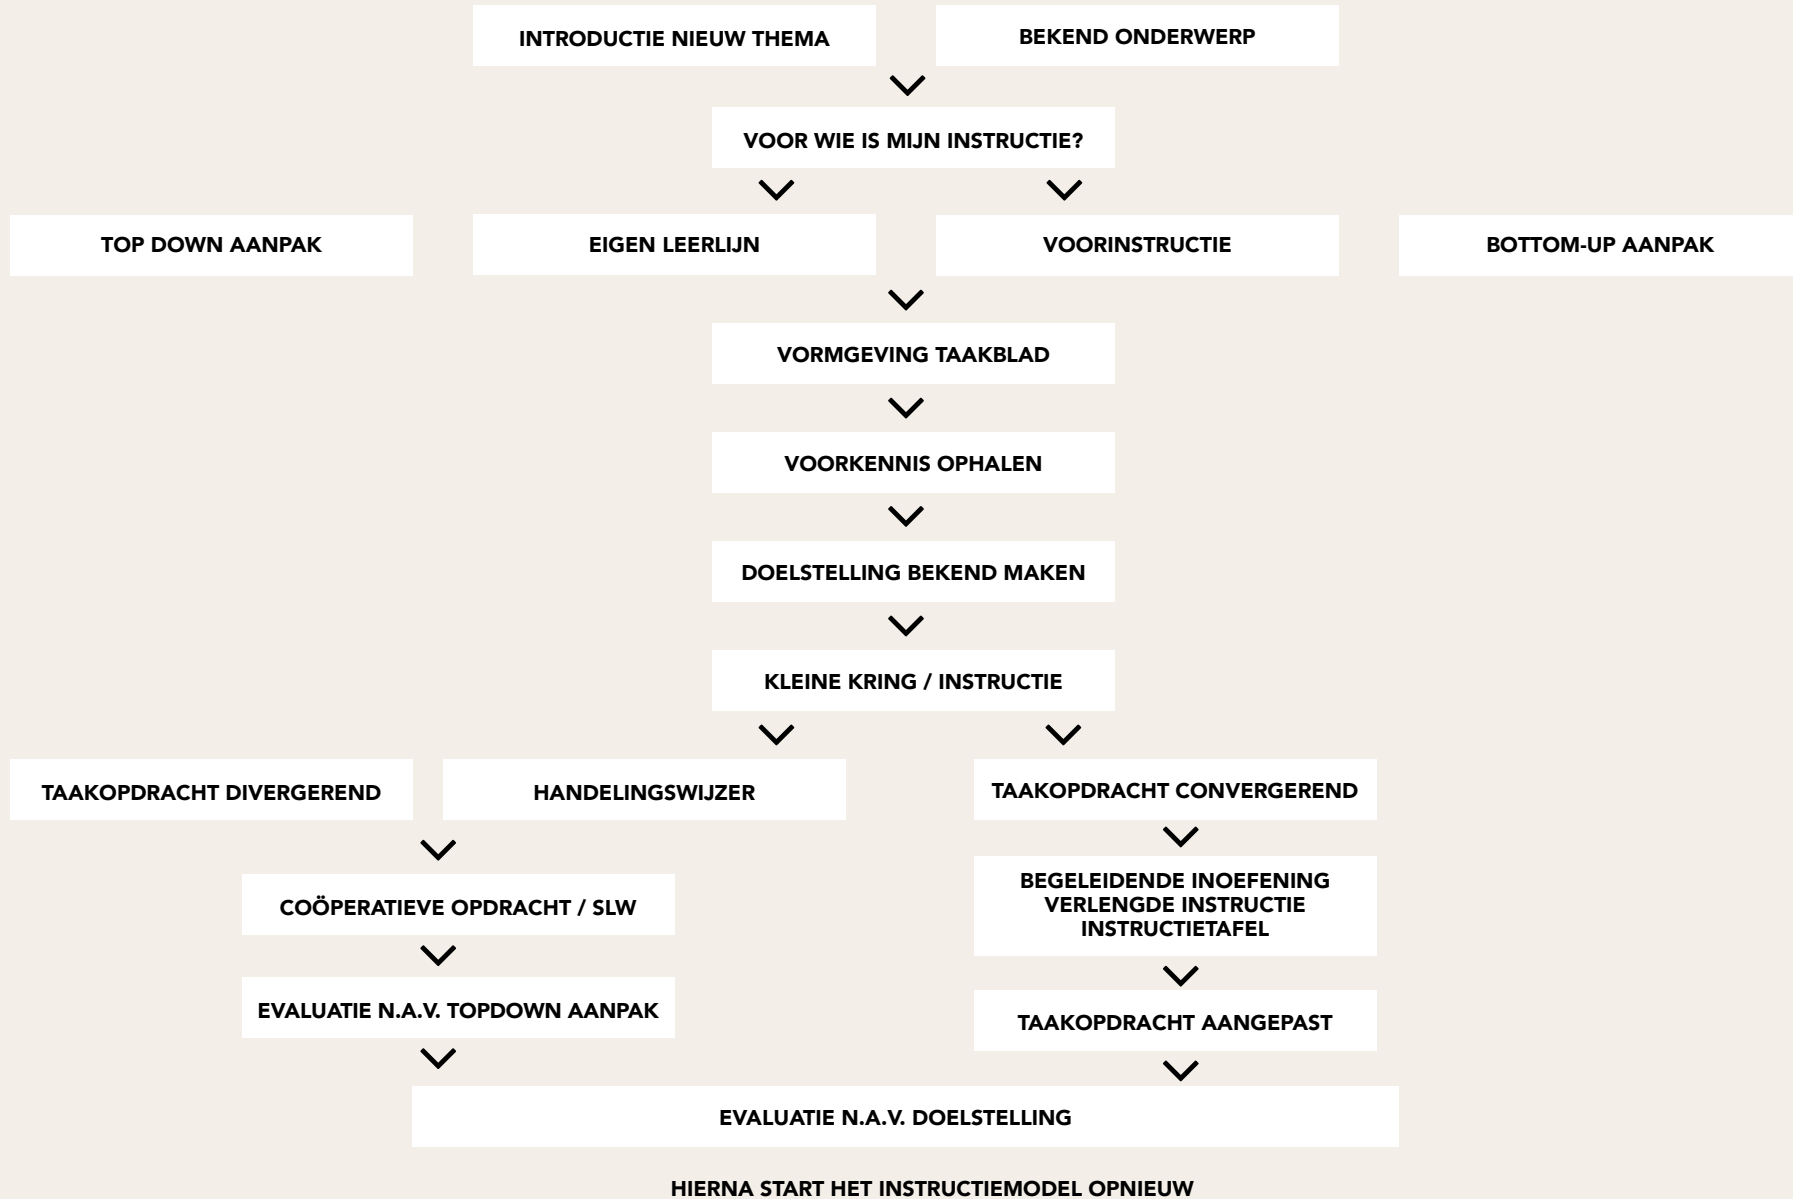 INTRODUCTIE NIEUW THEMA
BEKEND ONDERWERP
VOOR WIE IS MIJN INSTRUCTIE?
TOP DOWN AANPAK
EIGEN LEERLIJN
VOORINSTRUCTIE
BOTTOM-UP AANPAK
VORMGEVING TAAKBLAD
VOORKENNIS OPHALEN
DOELSTELLING BEKEND MAKEN
KLEINE KRING / INSTRUCTIE
TAAKOPDRACHT DIVERGEREND
HANDELINGSWIJZER
TAAKOPDRACHT CONVERGEREND
COÖPERATIEVE OPDRACHT / SLW
BEGELEIDENDE INOEFENING
VERLENGDE INSTRUCTIE
INSTRUCTIETAFEL
EVALUATIE N.A.V. TOPDOWN AANPAK
TAAKOPDRACHT AANGEPAST
EVALUATIE N.A.V. DOELSTELLING
HIERNA START HET INSTRUCTIEMODEL OPNIEUW